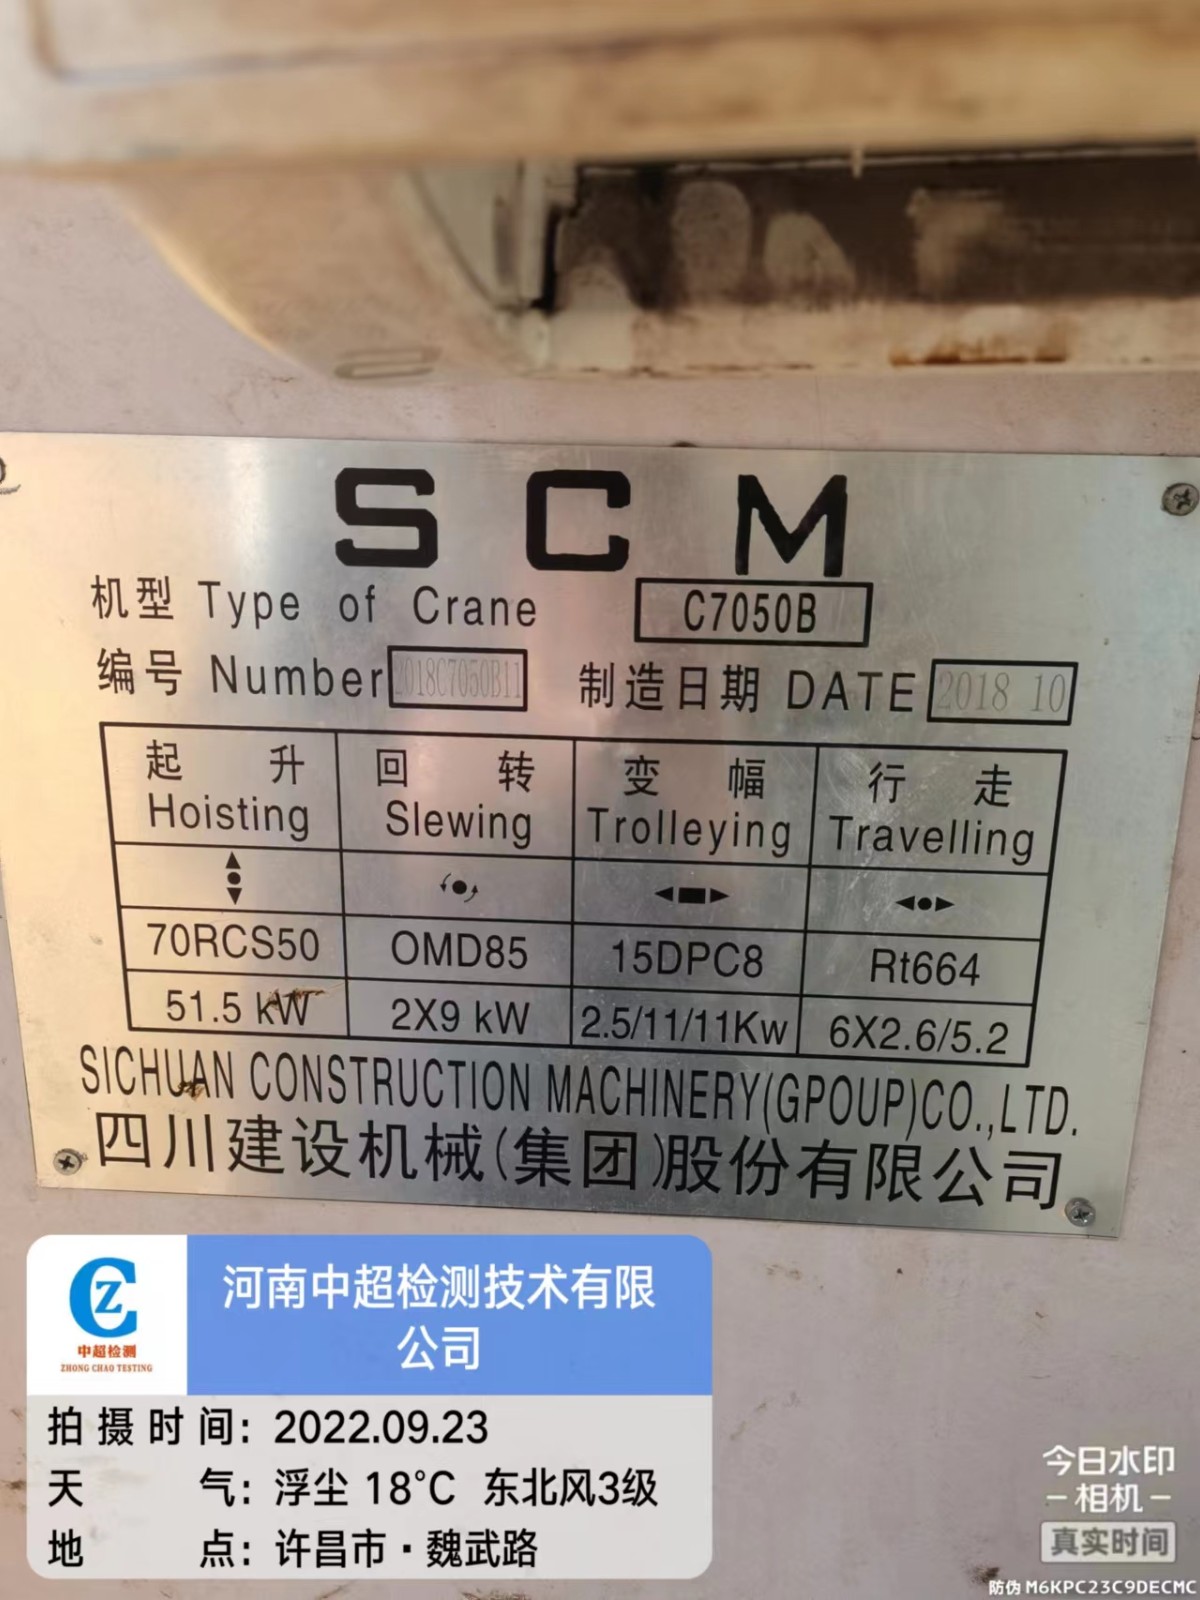 SCM
机型 Type of Crane C7050B
编号 Number 2018C7050B11 制造日期 DATE 2018 10
起升 回转 变幅 行走
Hoisting Slewing Trolleying Travelling
70RCS50 OMD85 15DPC8 Rt664
51.5 kW 2X9 kW 2.5/11/11Kw 6X2.6/5.2
SICHUAN CONSTRUCTION MACHINERY(GPOUP)CO.,LTD.
四川建设机械(集团)股份有限公司
CZ
中超检测
ZHONG CHAO TESTING
河南中超检测技术有限
公司
拍摄时间: 2022.09.23
天气: 浮尘 18°C 东北风3级
地点: 许昌市·魏武路
今日水印
相机
真实时间
防伪 M6KPC23C9DECMC